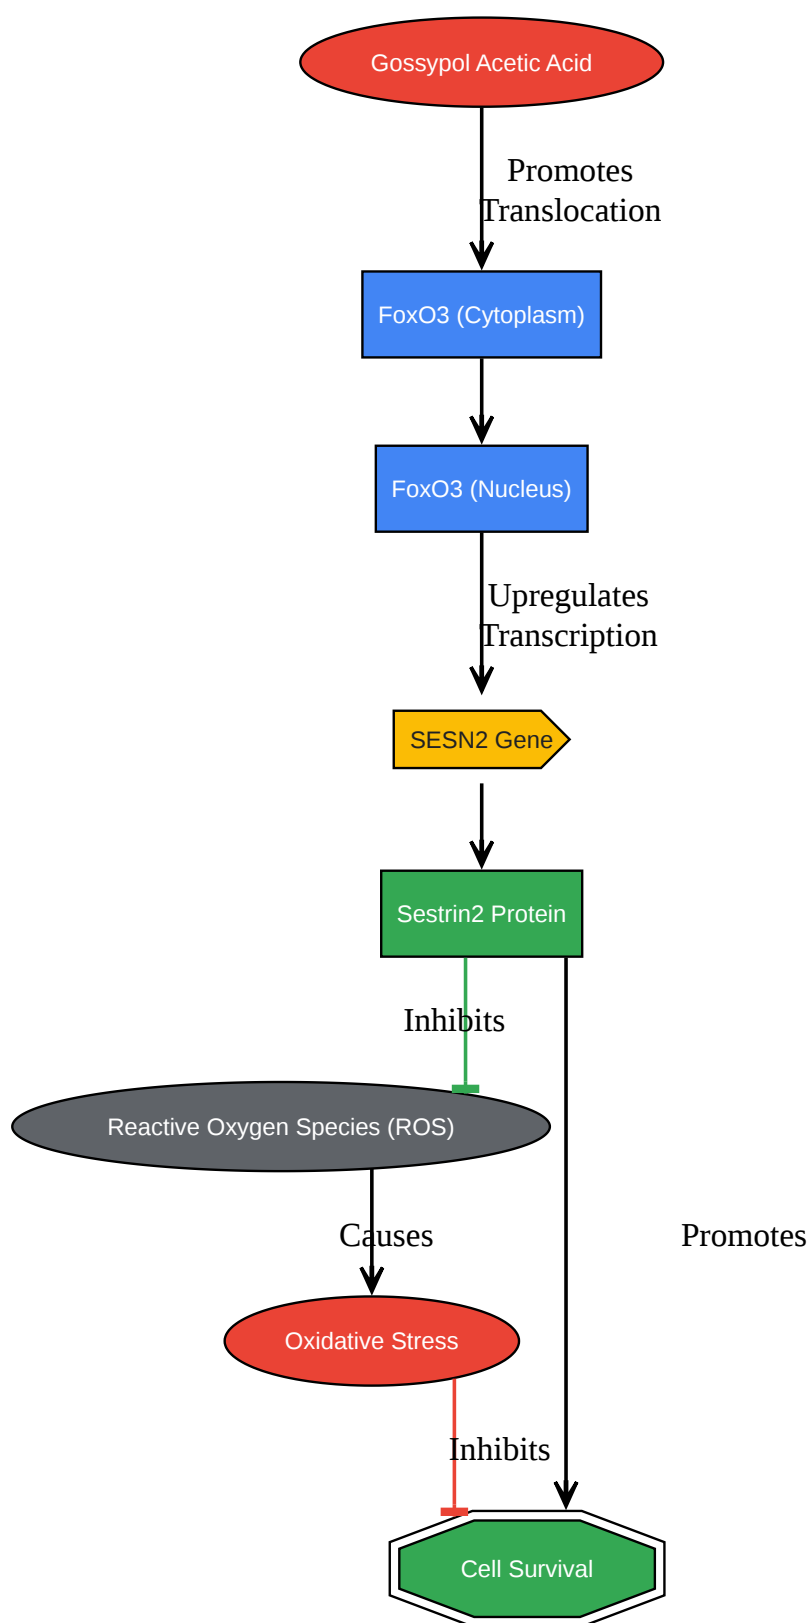 Gossypol Acetic Acid
Promotes
Translocation
FoxO3 (Cytoplasm)
FoxO3 (Nucleus)
Upregulates
Transcription
SESN2 Gene
Sestrin2 Protein
Inhibits
Reactive Oxygen Species (ROS)
Causes
Promotes
Oxidative Stress
Inhibits
Cell Survival